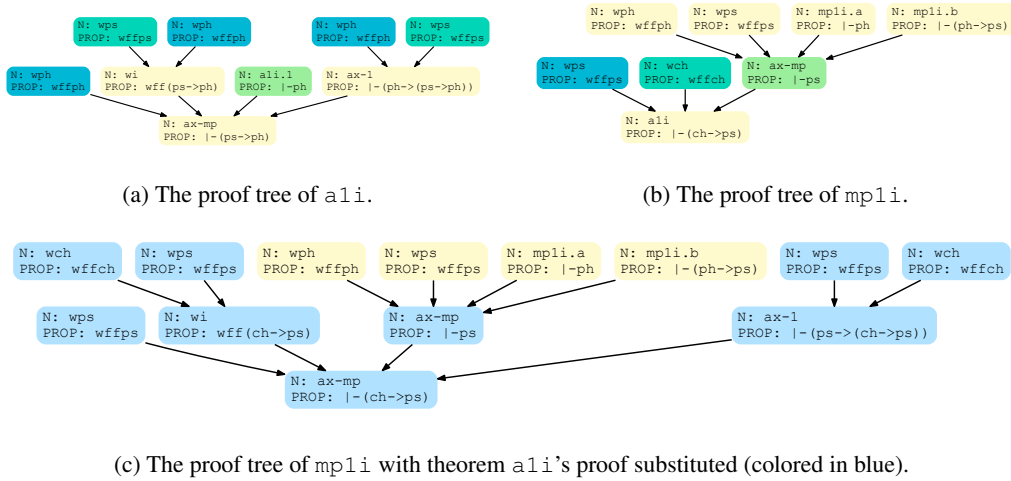 N: wps
PROP: wffps
N: wph
PROP: wffph
N: wph
PROP: wffph
N: wps
PROP: wffps
N: wph
PROP: wffph
N: wi
PROP: wff(ps->ph)
N: a1i.1
PROP: |-ph
N: ax-1
PROP: |-(ph->(ps->ph))
N: ax-mp
PROP: |-(ps->ph)
(a) The proof tree of a1i.
N: wph
PROP: wffph
N: wps
PROP: wffps
N: mp1i.a
PROP: |-ph
N: mp1i.b
PROP: |-(ph->ps)
N: wps
PROP: wffps
N: wch
PROP: wffch
N: ax-mp
PROP: |-ps
N: a1i
PROP: |-(ch->ps)
(b) The proof tree of mp1i.
N: wch
PROP: wffch
N: wps
PROP: wffps
N: wph
PROP: wffph
N: wps
PROP: wffps
N: mp1i.a
PROP: |-ph
N: mp1i.b
PROP: |-(ph->ps)
N: wps
PROP: wffps
N: wch
PROP: wffch
N: wps
PROP: wffps
N: wi
PROP: wff(ch->ps)
N: ax-mp
PROP: |-ps
N: ax-1
PROP: |-(ps->(ch->ps))
N: ax-mp
PROP: |-(ch->ps)
(c) The proof tree of mp1i with theorem a1i's proof substituted (colored in blue).